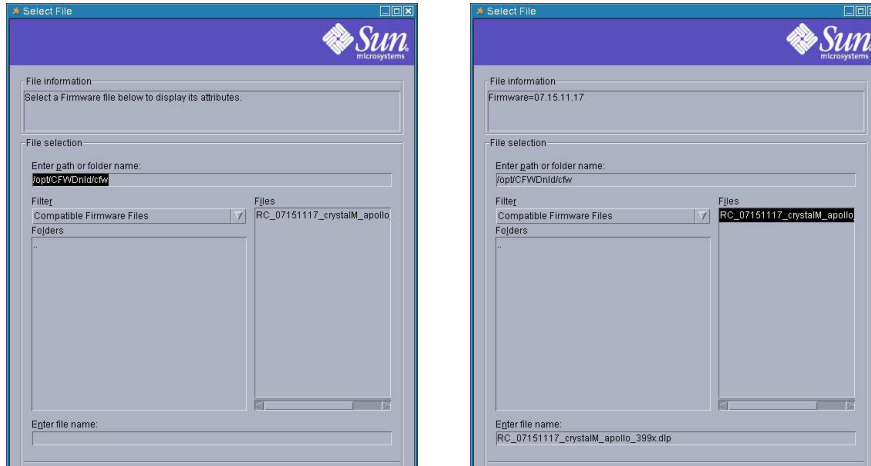 Select File
Sun
microsystems
File information
Select a Firmware file below to display its attributes.
File selection
Enter path or folder name:
/opt/CFWDnld/cfw
Filter
Files
Compatible Firmware Files
RC_07151117_crystalM_apollo_
Folders
..
Enter file name:
Select File
Sun
microsystems
File information
Firmware=07.15.11.17
File selection
Enter path or folder name:
/opt/CFWDnld/cfw
Filter
Files
Compatible Firmware Files
RC_07151117_crystalM_apollo_
Folders
..
Enter file name:
RC_07151117_crystalM_apollo_399x.dlp